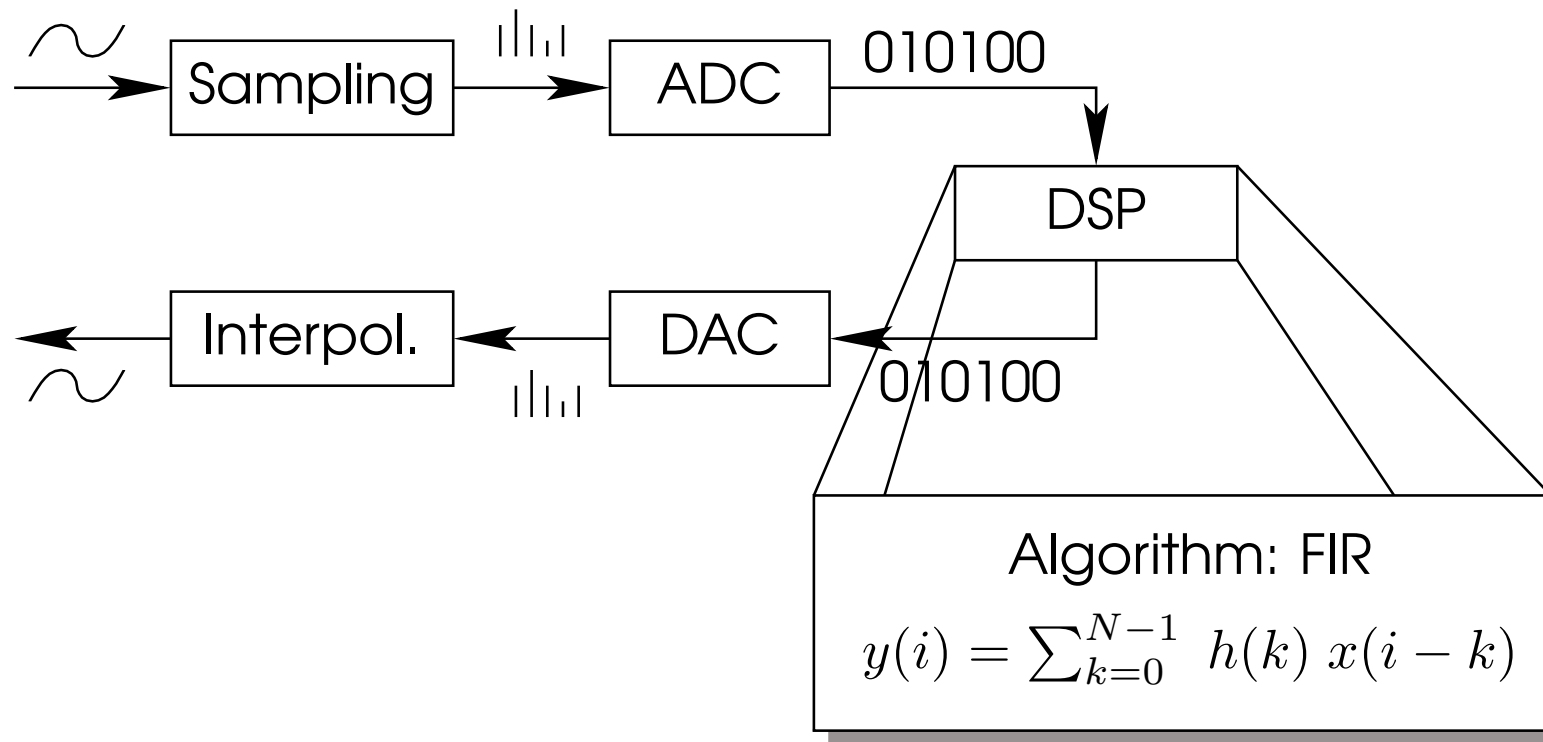 Sampling
ADC
010100
DSP
Interpol.
DAC
010100
Algorithm: FIR
y(i) = ∑_{k=0}^{N−1} h(k) x(i − k)